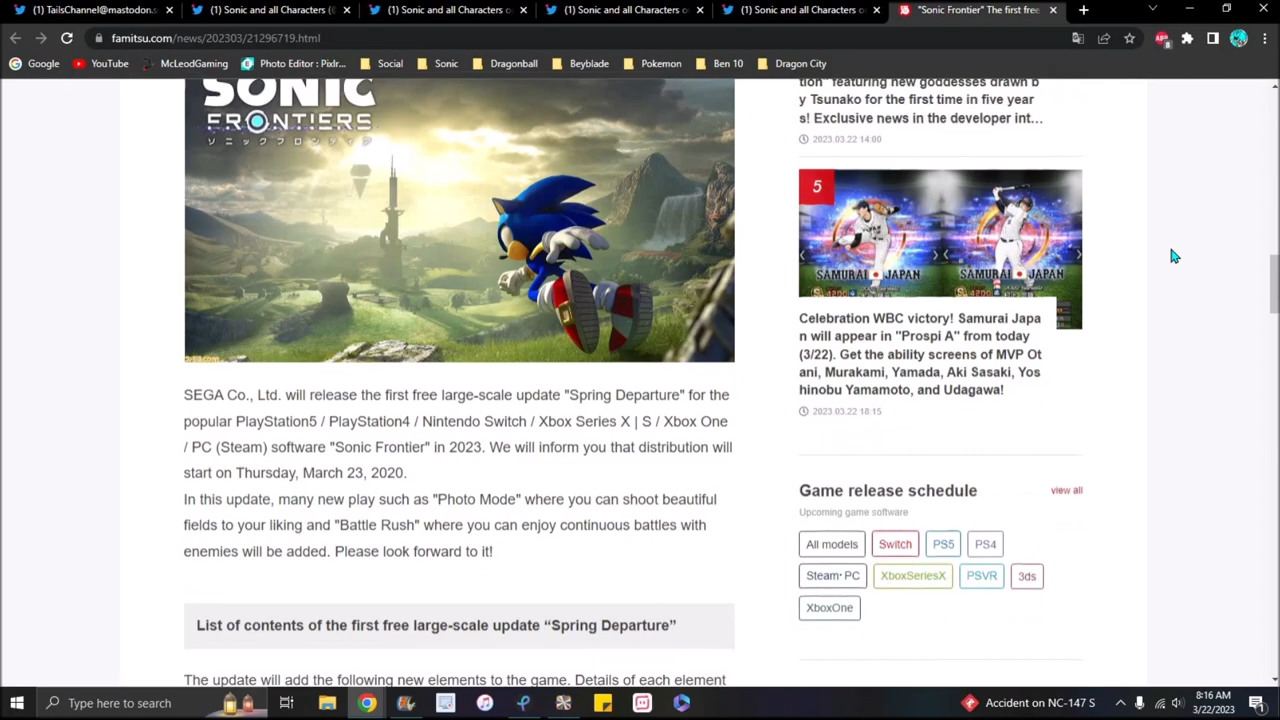 (1) TailsChannel@mastodon.s
(1) Sonic and all Characters (@
(1) Sonic and all Characters o
(1) Sonic and all Characters o
(1) Sonic and all Characters o
"Sonic Frontier" The first free
famitsu.com/news/202303/21296719.html
Google
YouTube
McLeodGaming
Photo Editor : Pixlr...
Social
Sonic
Dragonball
Beyblade
Pokemon
Ben 10
Dragon City
SONIC
FRONTIERS
ソニックフロンティア
SEGA Co., Ltd. will release the first free large-scale update "Spring Departure" for the
popular PlayStation5 / PlayStation4 / Nintendo Switch / Xbox Series X | S / Xbox One
/ PC (Steam) software "Sonic Frontier" in 2023. We will inform you that distribution will
start on Thursday, March 23, 2020.
In this update, many new play such as "Photo Mode" where you can shoot beautiful
fields to your liking and "Battle Rush" where you can enjoy continuous battles with
enemies will be added. Please look forward to it!
List of contents of the first free large-scale update “Spring Departure”
The update will add the following new elements to the game. Details of each element
tion" featuring new goddesses drawn b
y Tsunako for the first time in five year
s! Exclusive news in the developer int...
2023.03.22 14:00
5
SAMURAI JAPAN
SAMURAI JAPAN
Celebration WBC victory! Samurai Japa
n will appear in "Prospi A" from today
(3/22). Get the ability screens of MVP Ot
ani, Murakami, Yamada, Aki Sasaki, Yos
hinobu Yamamoto, and Udagawa!
2023.03.22 18:15
Game release schedule
view all
Upcoming game software
All models
Switch
PS5
PS4
Steam· PC
XboxSeriesX
PSVR
3ds
XboxOne
Type here to search
Accident on NC-147 S
8:16 AM
3/22/2023